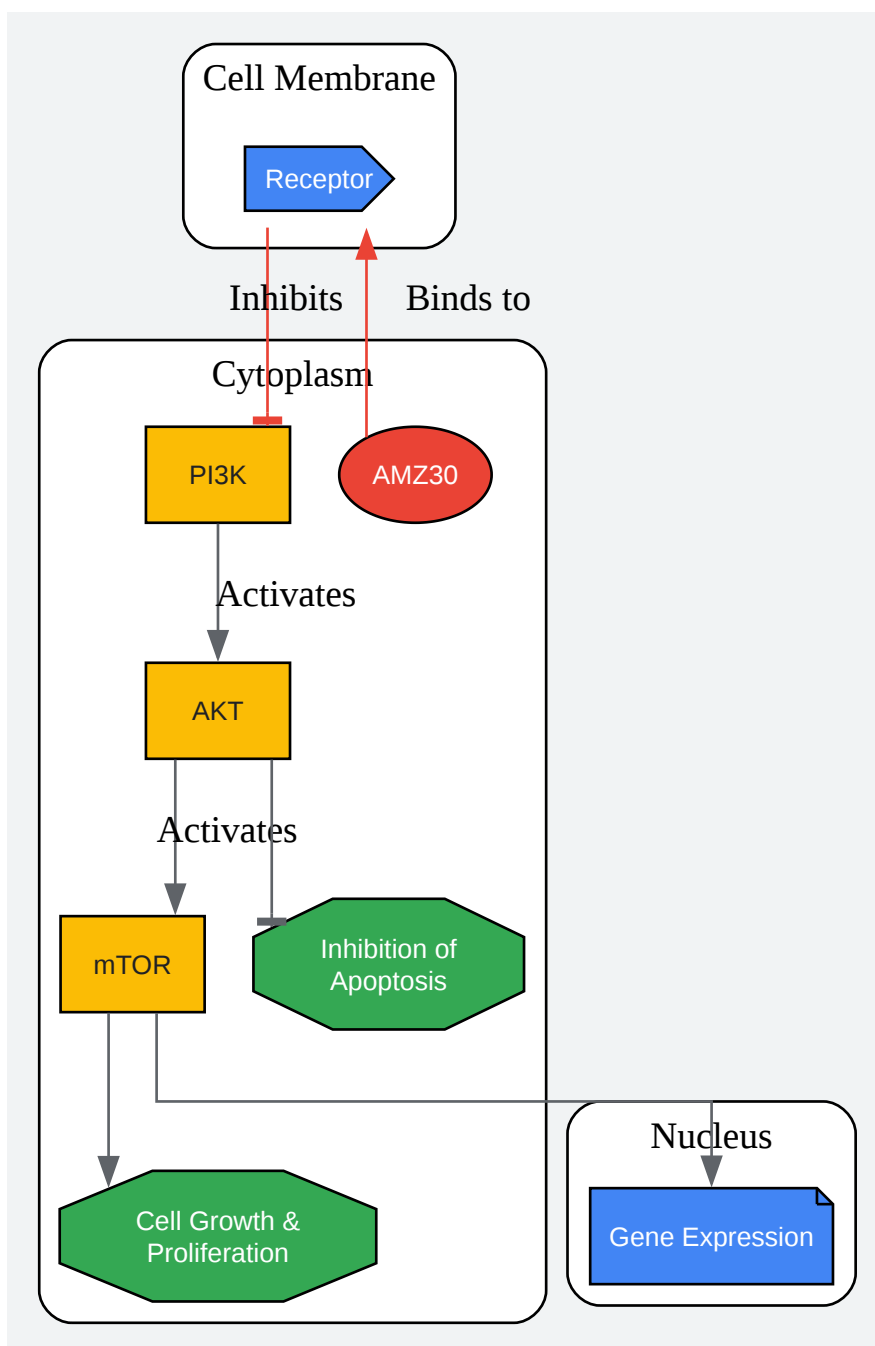 Cell Membrane
Receptor
Inhibits
Binds to
Cytoplasm
PI3K
AMZ30
Activates
AKT
Activates
mTOR
Inhibition of
Apoptosis
Nucleus
Cell Growth &
Proliferation
Gene Expression